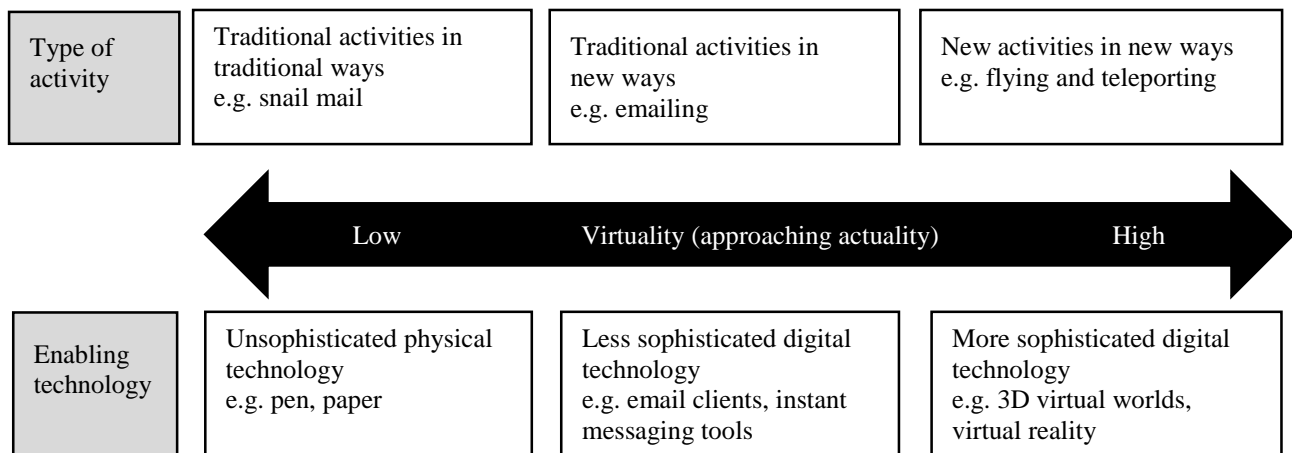 Type of
activity
Traditional activities in
traditional ways
e.g. snail mail
Traditional activities in
new ways
e.g. emailing
New activities in new ways
e.g. flying and teleporting
Low
Virtuality (approaching actuality)
High
Enabling
technology
Unsophisticated physical
technology
e.g. pen, paper
Less sophisticated digital
technology
e.g. email clients, instant
messaging tools
More sophisticated digital
technology
e.g. 3D virtual worlds,
virtual reality